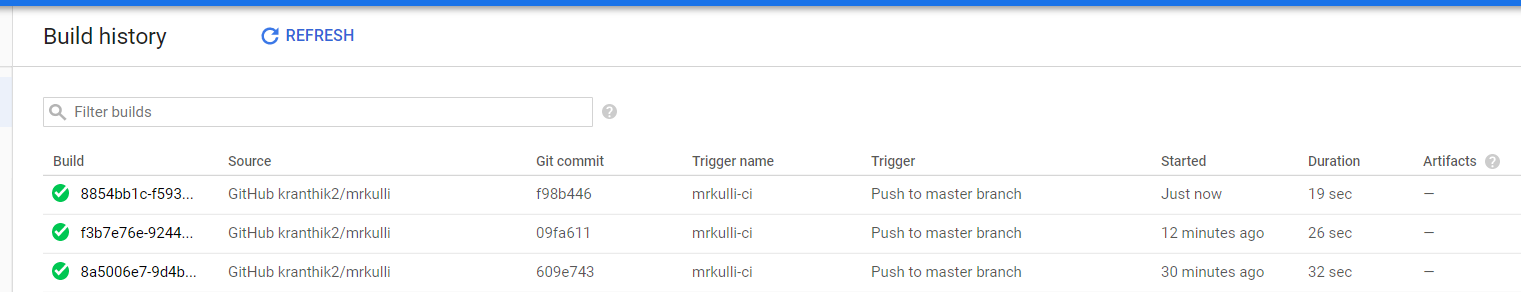 Build history REFRESH
Filter builds ?
Build Source Git commit Trigger name Trigger Started Duration Artifacts ?
8854bb1c-f593... GitHub kranthik2/mrkulli f98b446 mrkulli-ci Push to master branch Just now 19 sec —
f3b7e76e-9244... GitHub kranthik2/mrkulli 09fa611 mrkulli-ci Push to master branch 12 minutes ago 26 sec —
8a5006e7-9d4b... GitHub kranthik2/mrkulli 609e743 mrkulli-ci Push to master branch 30 minutes ago 32 sec —